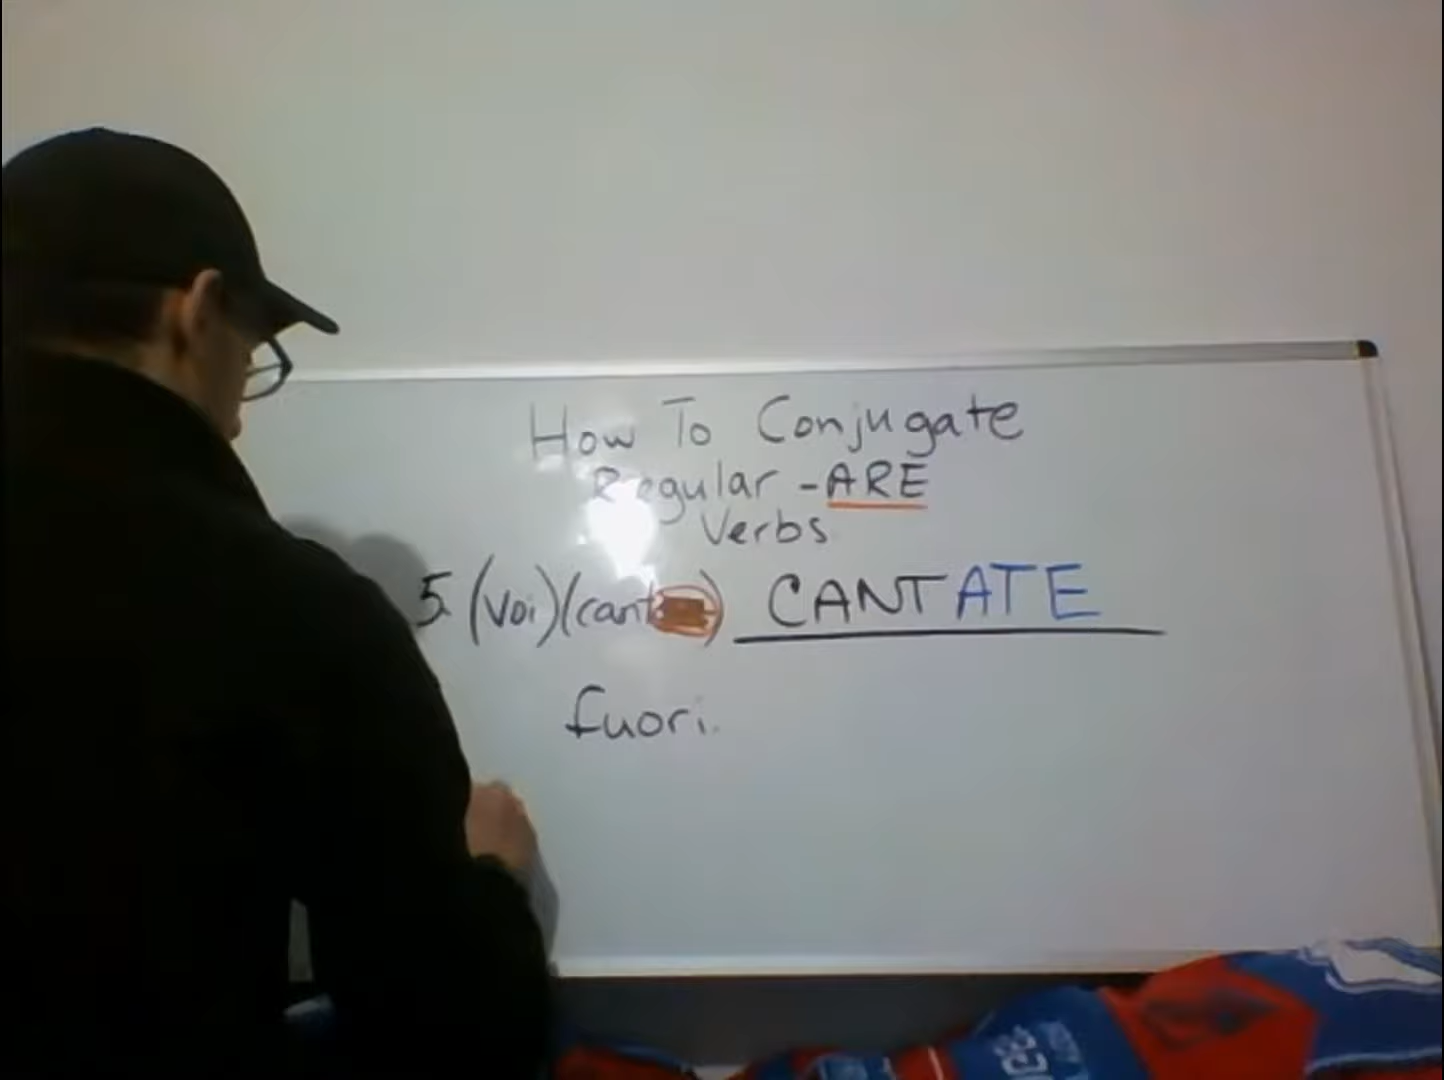 How To Conjugate
Regular -ARE
Verbs
5. (Voi) (cant ) CANTATE
fuori.